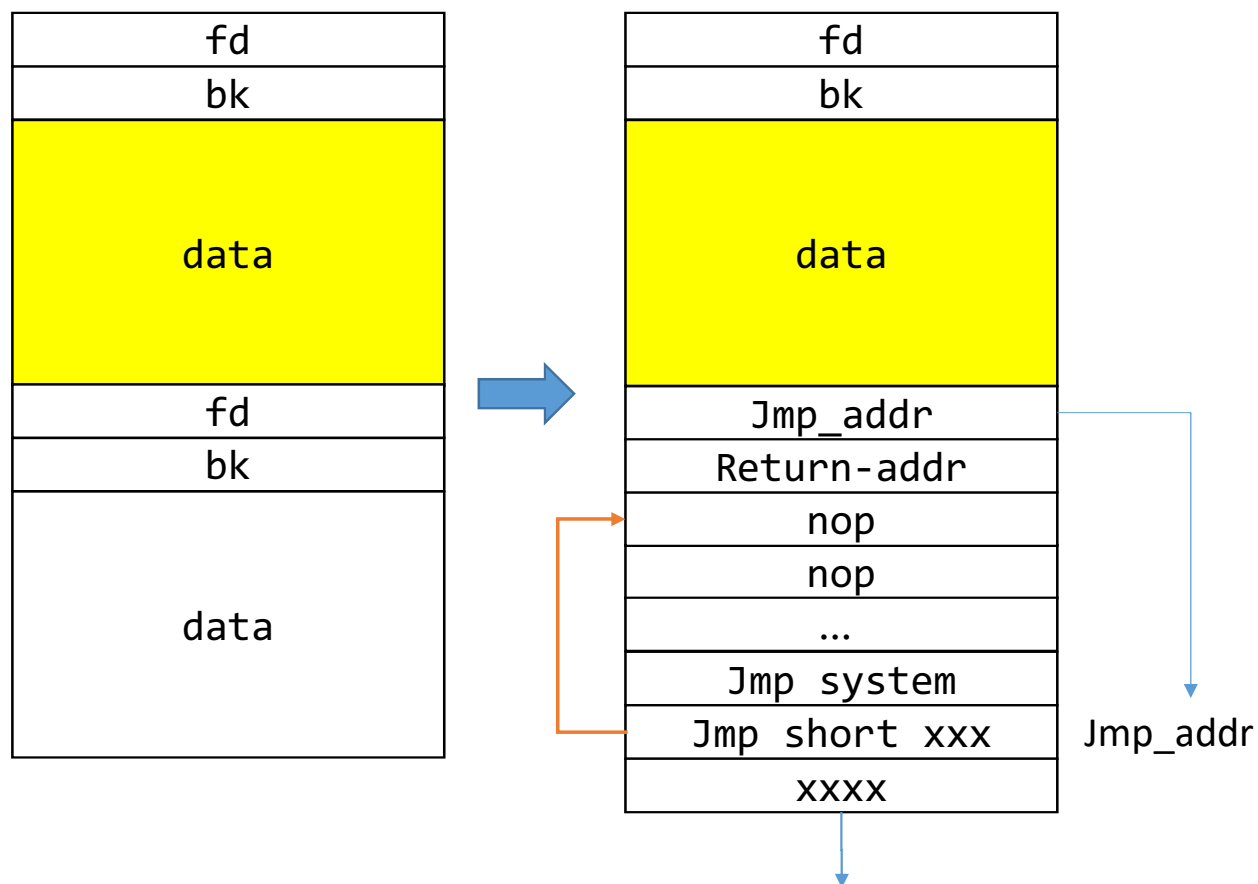 fd
bk
data
fd
bk
data
fd
bk
data
Jmp_addr
Return-addr
nop
nop
…
Jmp system
Jmp short xxx
xxxx
Jmp_addr